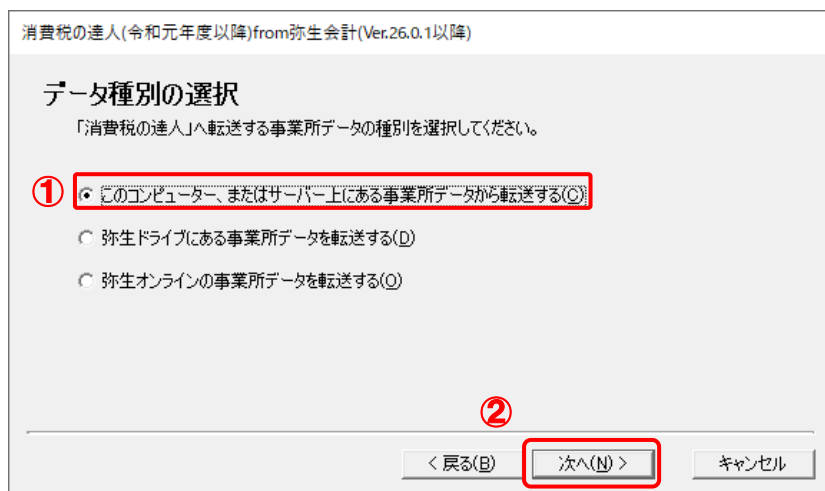 消費税の達人(令和元年度以降)from弥生会計(Ver.26.0.1以降)
データ種別の選択
「消費税の達人」へ転送する事業所データの種別を選択してください。
① このコンピューター、またはサーバー上にある事業所データから転送する(C)
弥生ドライブにある事業所データを転送する(D)
弥生オンラインの事業所データを転送する(O)
②
< 戻る(B) 次へ(N) > キャンセル